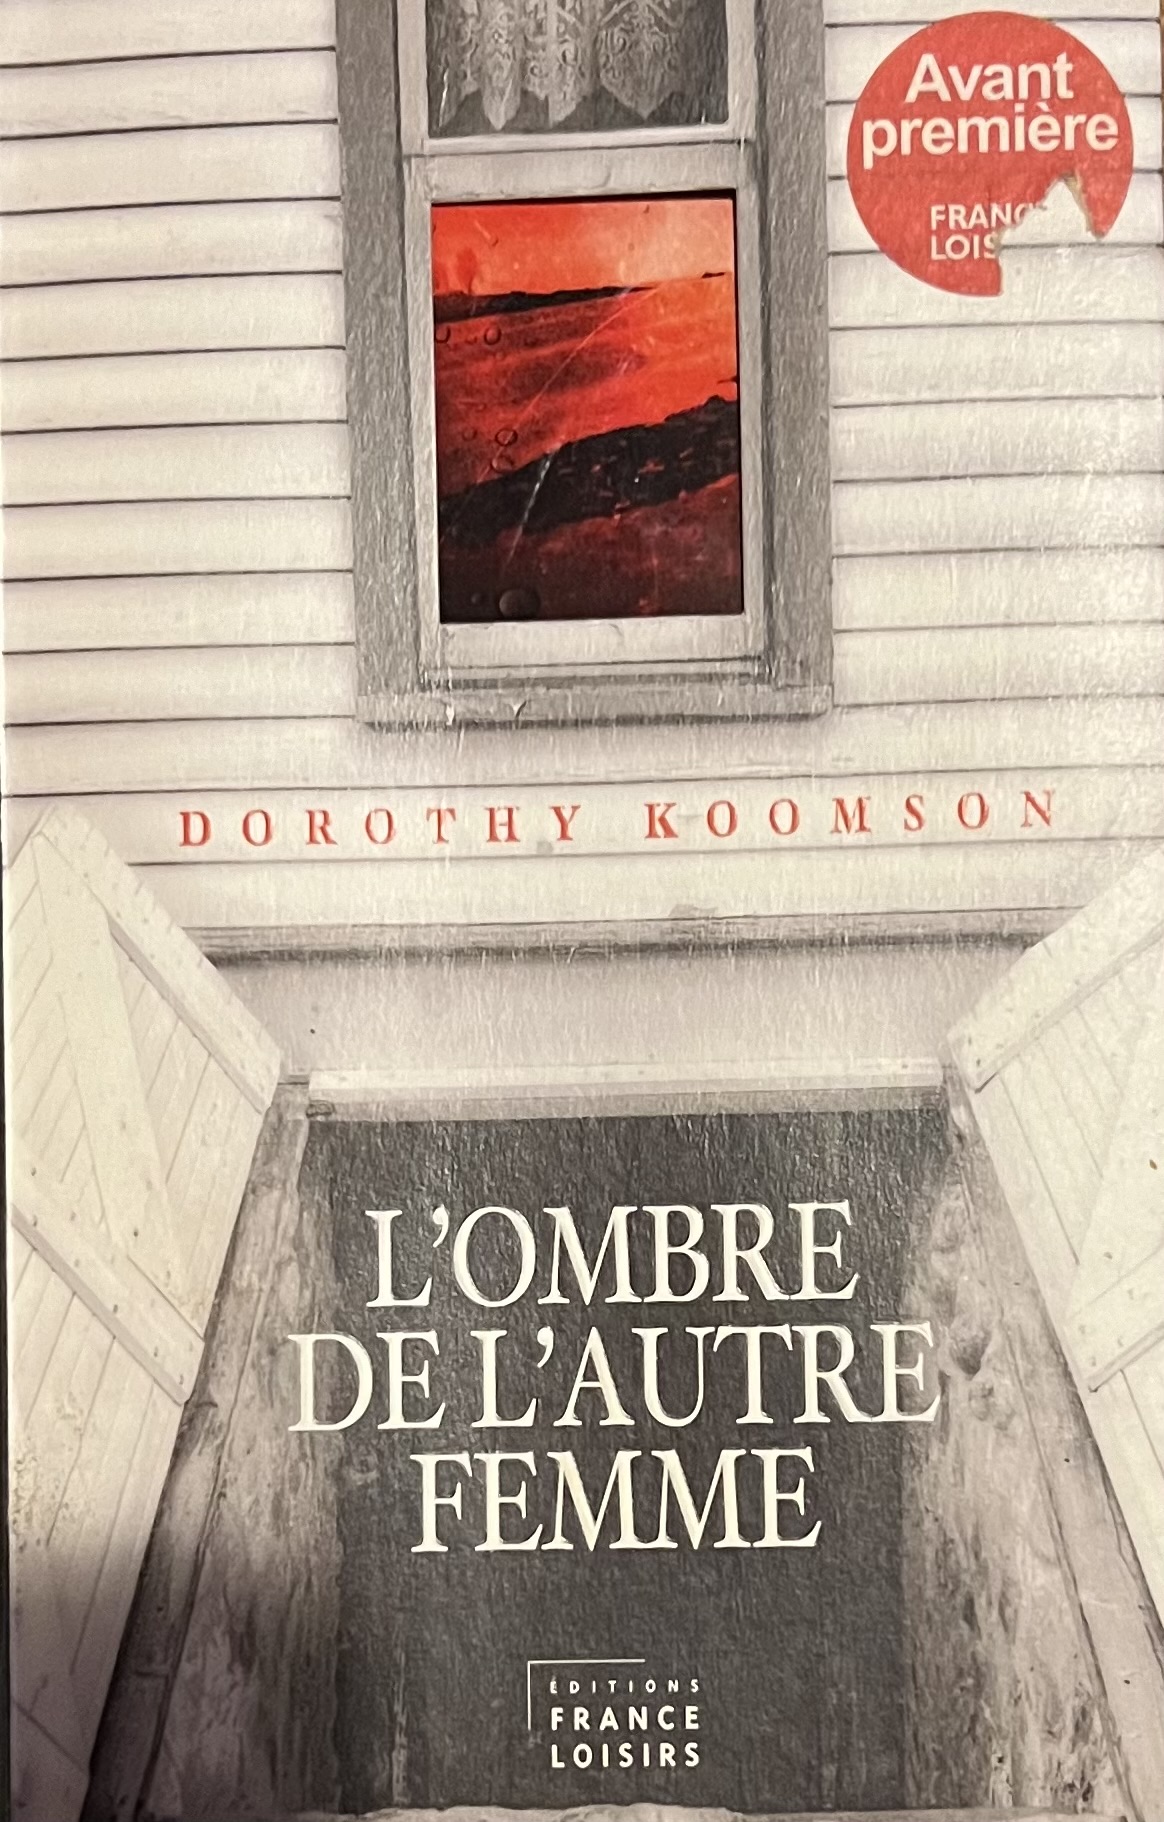 Avant
première
DOROTHY KOOMSON
L'OMBRE
DE L'AUTRE
FEMME
ÉDITIONS
FRANCE
LOISIRS